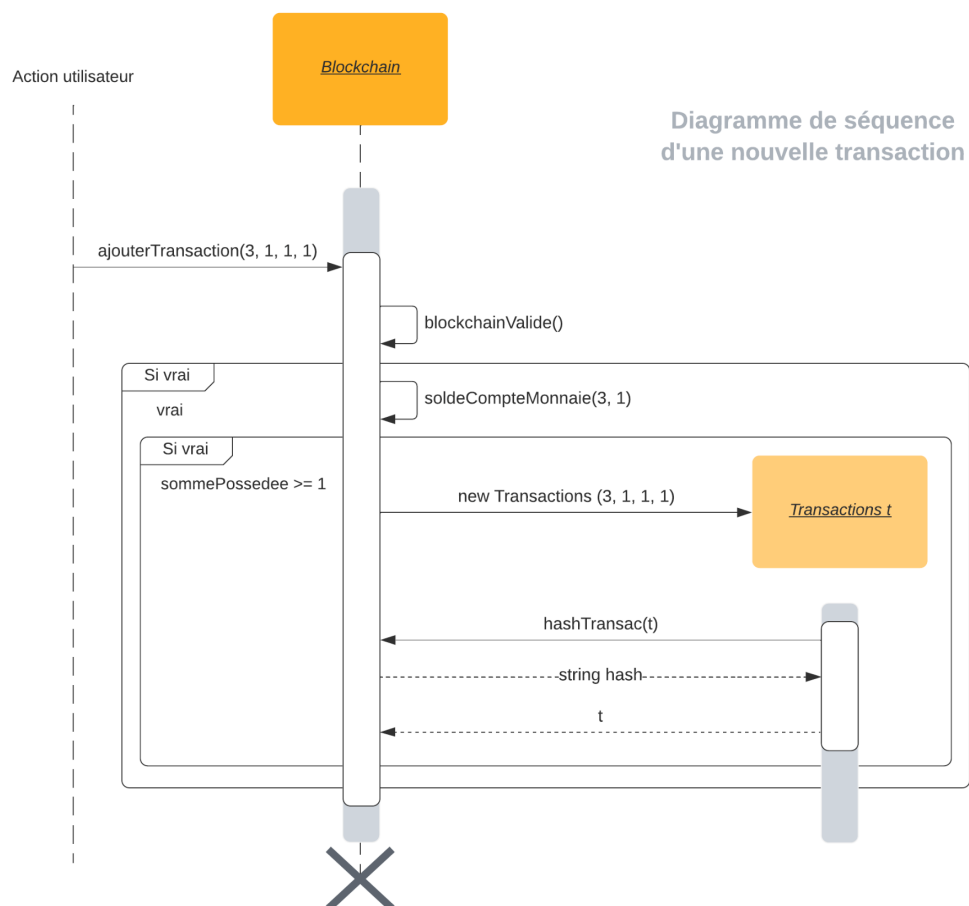 Action utilisateur
Blockchain
Diagramme de séquence
d'une nouvelle transaction
ajouterTransaction(3, 1, 1, 1)
blockchainValide()
Si vrai
vrai
soldeCompteMonnaie(3, 1)
Si vrai
sommePossedee >= 1
new Transactions (3, 1, 1, 1)
Transactions t
hashTransac(t)
string hash
t